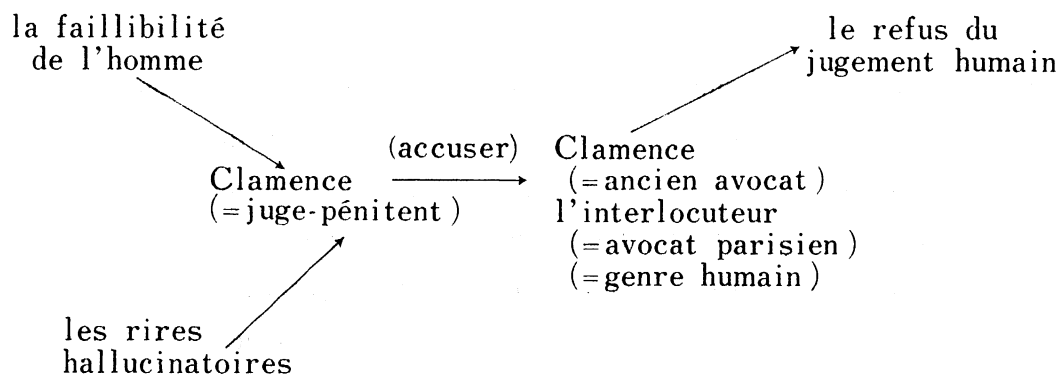 la faillibilité
de l'homme
le refus du
jugement humain
(accuser)
Clamence
(=juge-pénitent)
Clamence
(=ancien avocat)
l'interlocuteur
(=avocat parisien)
(=genre humain)
les rires
hallucinatoires